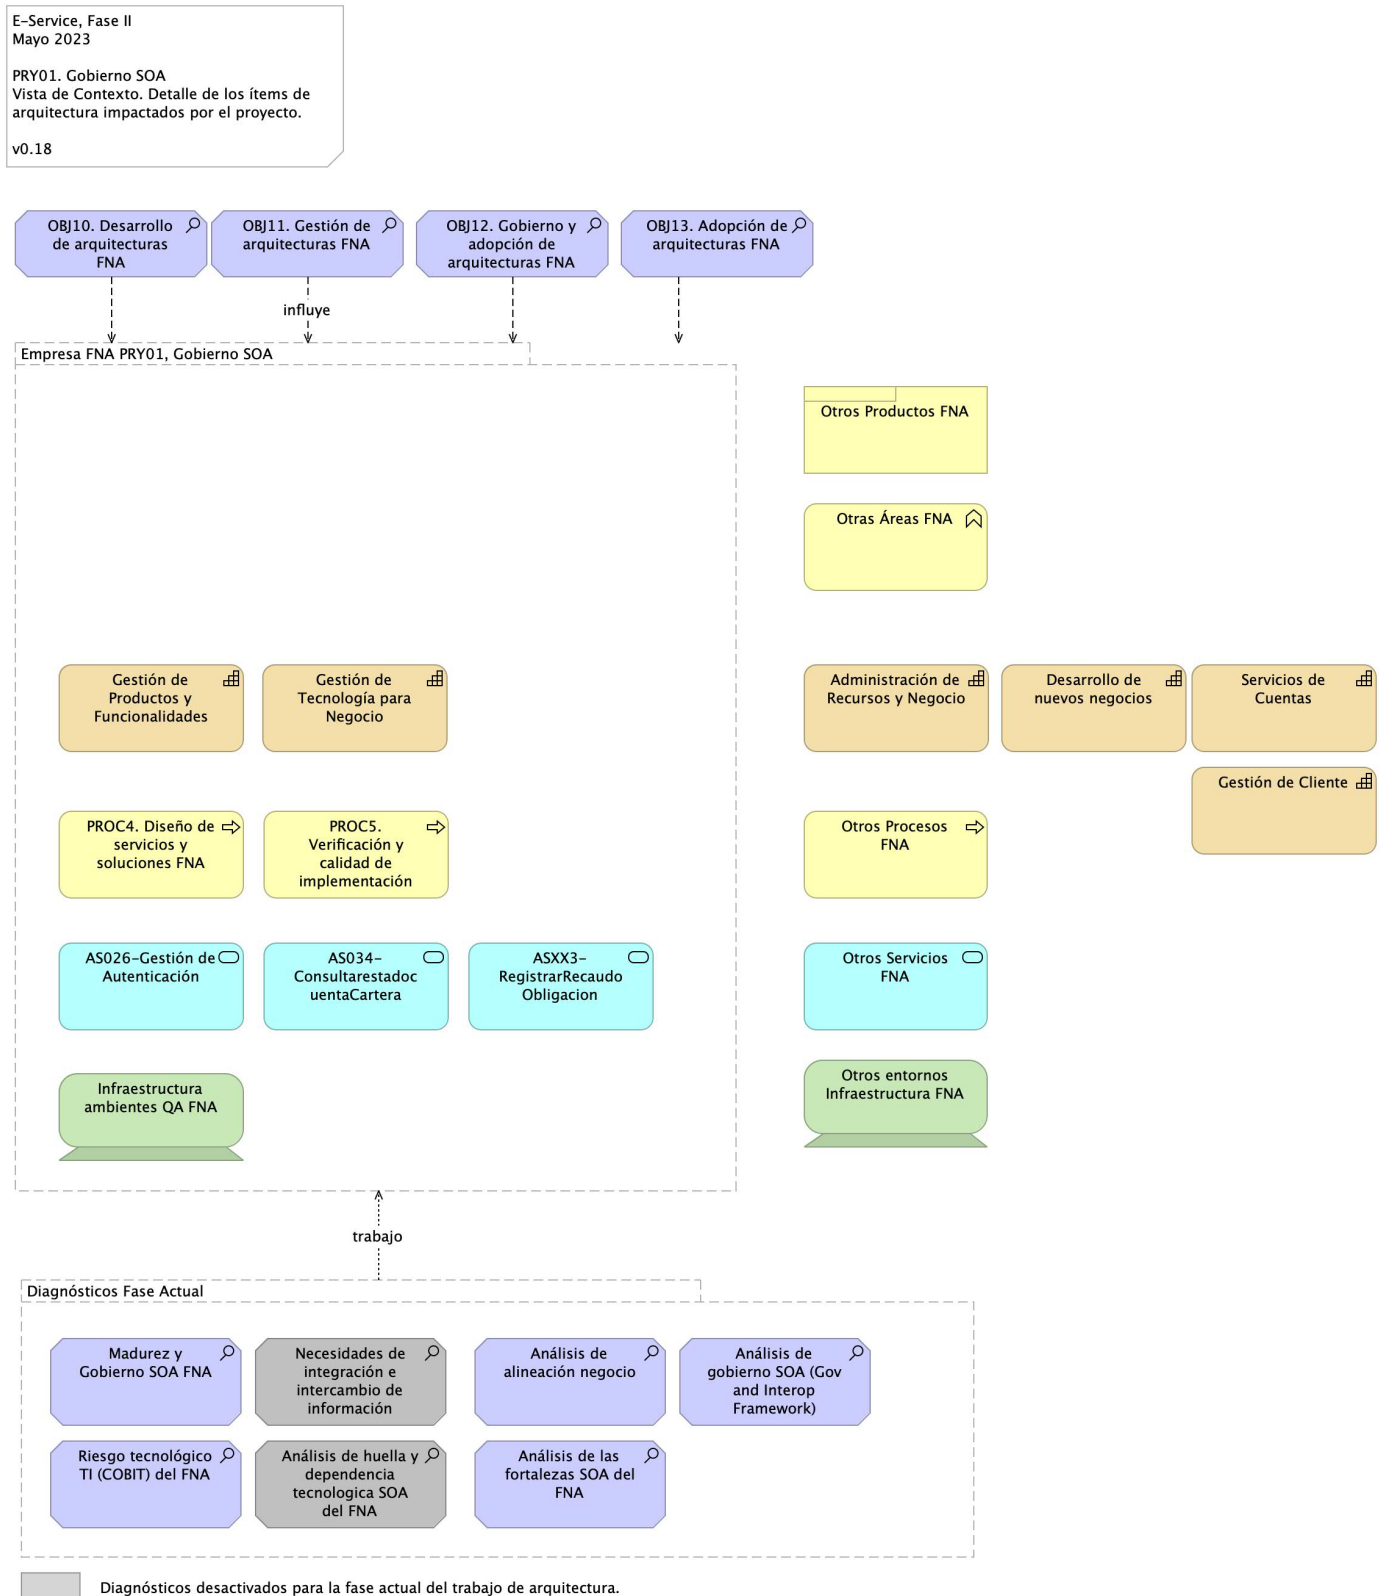 E-Service, Fase II
Mayo 2023
PRY01. Gobierno SOA
Vista de Contexto. Detalle de los ítems de
arquitectura impactados por el proyecto.
v0.18
OBJ10. Desarrollo
de arquitecturas
FNA
OBJ11. Gestión de
arquitecturas FNA
OBJ12. Gobierno y
adopción de
arquitecturas FNA
OBJ13. Adopción de
arquitecturas FNA
influye
Empresa FNA PRY01, Gobierno SOA
Otros Productos FNA
Otras Áreas FNA
Gestión de
Productos y
Funcionalidades
Gestión de
Tecnología para
Negocio
Administración de
Recursos y Negocio
Desarrollo de
nuevos negocios
Servicios de
Cuentas
Gestión de Cliente
PROC4. Diseño de
servicios y
soluciones FNA
PROC5.
Verificación y
calidad de
implementación
Otros Procesos
FNA
AS026-Gestión de
Autenticación
AS034-
Consultarestadoc
uentaCartera
ASXX3-
RegistrarRecaudo
Obligacion
Otros Servicios
FNA
Infraestructura
ambientes QA FNA
Otros entornos
Infraestructura FNA
trabajo
Diagnósticos Fase Actual
Madurez y
Gobierno SOA FNA
Necesidades de
integración e
intercambio de
información
Análisis de
alineación negocio
Análisis de
gobierno SOA (Gov
and Interop
Framework)
Riesgo tecnológico
TI (COBIT) del FNA
Análisis de huella y
dependencia
tecnologica SOA
del FNA
Análisis de las
fortalezas SOA del
FNA
Diagnósticos desactivados para la fase actual del trabajo de arquitectura.